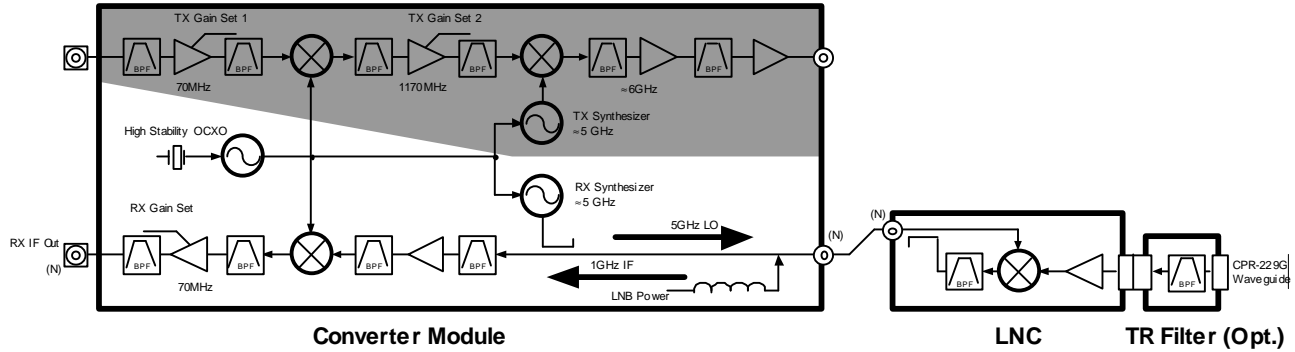 TX Gain Set 1
TX Gain Set 2
BPF
BPF
BPF
BPF
BPF
BPF
70MHz
1170MHz
≈6GHz
TX Synthesizer
≈5 GHz
High Stability OCXO
RX Synthesizer
≈5 GHz
RX Gain Set
RX IF Out
(N)
BPF
BPF
BPF
BPF
70MHz
5GHz LO
1GHz IF
LNB Power
(N)
(N)
BPF
BPF
CPR-229G
Waveguide
Converter Module
LNC
TR Filter (Opt.)